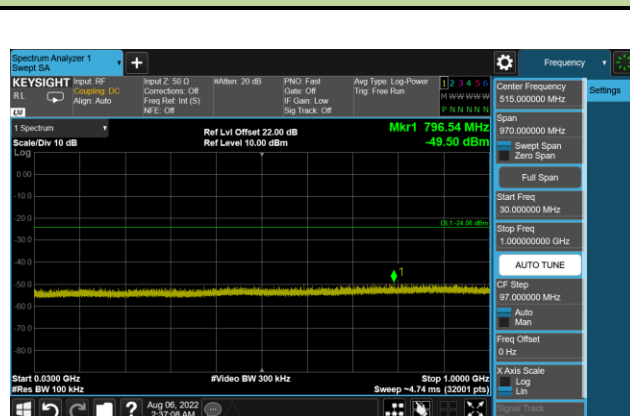 Spectrum Analyzer 1
Swept SA
+
Frequency
KEYSIGHT
RL
Input: RF
Coupling: DC
Align: Auto
Input Z: 50 Ω
Corrections: Off
Freq Ref: Int (S)
NFE: Off
#Atten: 20 dB
PNO: Fast
Gate: Off
IF Gain: Low
Sig Track: Off
Avg Type: Log-Power
Trig: Free Run
1 2 3 4 5 6
M W W W W W
P N N N N N
1 Spectrum
Scale/Div 10 dB
Log
Ref Lvl Offset 22.00 dB
Ref Level 10.00 dBm
Mkr1 796.54 MHz
-49.50 dBm
0.00
-10.0
-20.0
-30.0
-40.0
-50.0
-60.0
-70.0
-80.0
DL1 -24.08 dBm
1
Start 0.0300 GHz
#Res BW 100 kHz
#Video BW 300 kHz
Stop 1.0000 GHz
Sweep ~4.74 ms (32001 pts)
Center Frequency
515.000000 MHz
Settings
Span
970.000000 MHz
Swept Span
Zero Span
Full Span
Start Freq
30.000000 MHz
Stop Freq
1.000000000 GHz
AUTO TUNE
CF Step
97.000000 MHz
Auto
Man
Freq Offset
0 Hz
X Axis Scale
Log
Lin
Signal Track
?
Aug 06, 2022
2:37:08 AM